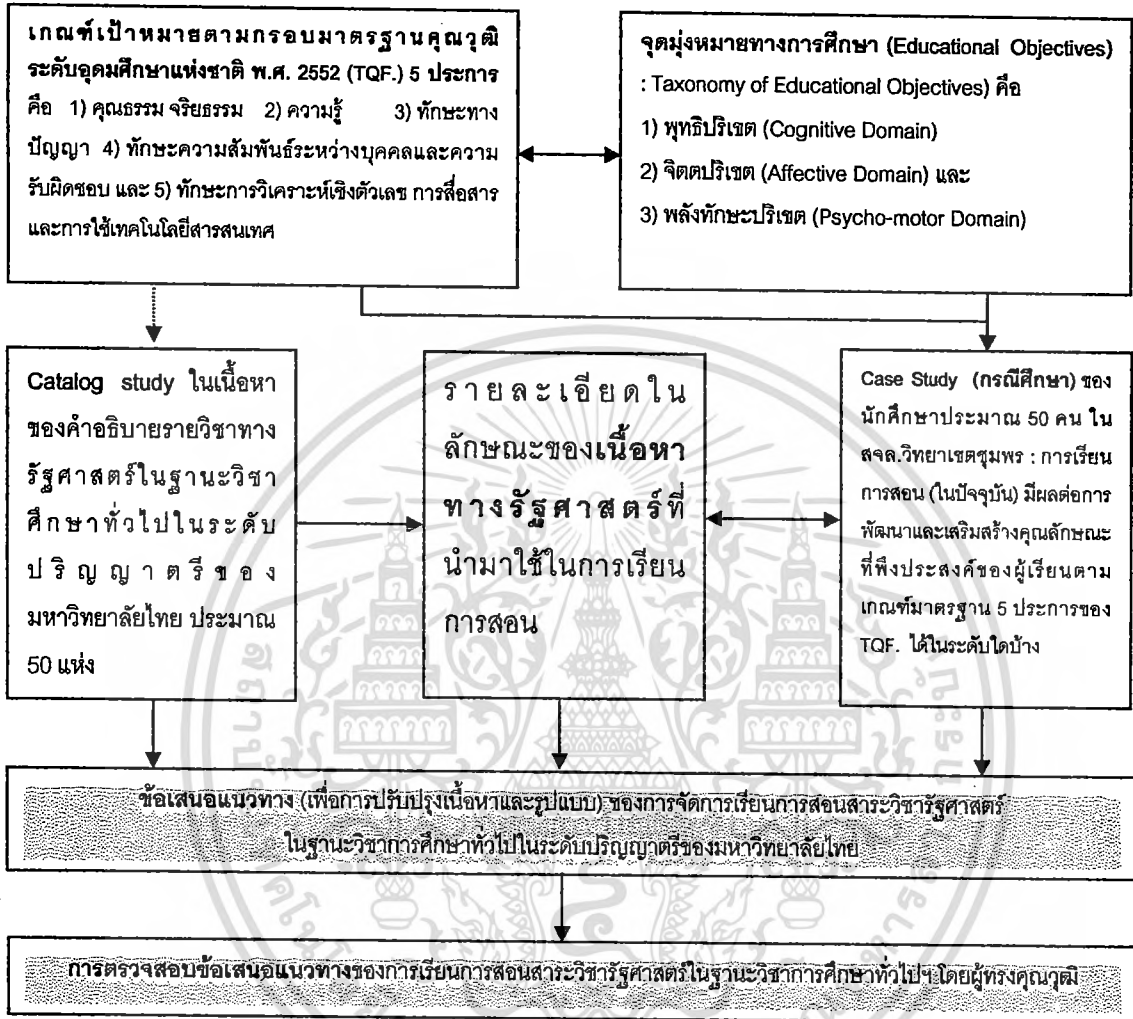 เกณฑ์เป้าหมายตามกรอบมาตรฐานคุณวุฒิ
ระดับอุดมศึกษาแห่งชาติ พ.ศ. 2552 (TQF.) 5 ประการ
คือ 1) คุณธรรม จริยธรรม 2) ความรู้ 3) ทักษะทาง
ปัญญา 4) ทักษะความสัมพันธ์ระหว่างบุคคลและความ
รับผิดชอบ และ 5) ทักษะการวิเคราะห์เชิงตัวเลข การสื่อสาร
และการใช้เทคโนโลยีสารสนเทศ
จุดมุ่งหมายทางการศึกษา (Educational Objectives)
: Taxonomy of Educational Objectives) คือ
1) พุทธิปริเขต (Cognitive Domain)
2) จิตตปริเขต (Affective Domain) และ
3) พลังทักษะปริเขต (Psycho-motor Domain)
Catalog study ในเนื้อหา
ของคำอธิบายรายวิชาทาง
รัฐศาสตร์ในฐานะวิชา
ศึกษาทั่วไปในระดับ
ปริญญาตรีของ
มหาวิทยาลัยไทย ประมาณ
50 แห่ง
รายละเอียดใน
ลักษณะของเนื้อหา
ทางรัฐศาสตร์ที่
นำมาใช้ในการเรียน
การสอน
Case Study (กรณีศึกษา) ของ
นักศึกษาประมาณ 50 คน ใน
สจล.วิทยาเขตชุมพร : การเรียน
การสอน (ในปัจจุบัน) มีผลต่อการ
พัฒนาและเสริมสร้างคุณลักษณะ
ที่พึงประสงค์ของผู้เรียนตาม
เกณฑ์มาตรฐาน 5 ประการของ
TQF. ได้ในระดับใดบ้าง
ข้อเสนอแนวทาง (เพื่อการปรับปรุงเนื้อหาและรูปแบบ) ของการจัดการเรียนการสอนสาระวิชารัฐศาสตร์
ในฐานะวิชาการศึกษาทั่วไปในระดับปริญญาตรีของมหาวิทยาลัยไทย
การตรวจสอบข้อเสนอแนวทางของการเรียนการสอนสาระวิชารัฐศาสตร์ในฐานะวิชาการศึกษาทั่วไปฯ โดยผู้ทรงคุณวุฒิ